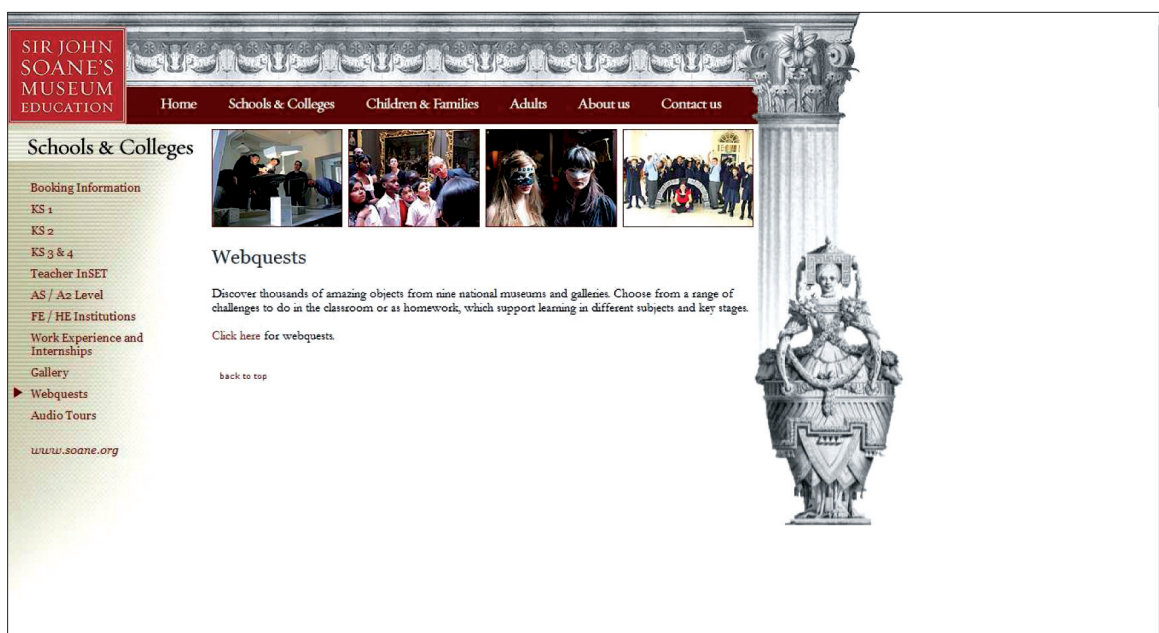 SIR JOHN
SOANE'S
MUSEUM
EDUCATION
Home
Schools & Colleges
Children & Families
Adults
About us
Contact us
Schools & Colleges
Booking Information
KS 1
KS 2
KS 3 & 4
Teacher InSET
AS / A2 Level
FE / HE Institutions
Work Experience and
Internships
Gallery
Webquests
Audio Tours
www.soane.org
Webquests
Discover thousands of amazing objects from nine national museums and galleries. Choose from a range of
challenges to do in the classroom or as homework, which support learning in different subjects and key stages.
Click here for webquests.
back to top